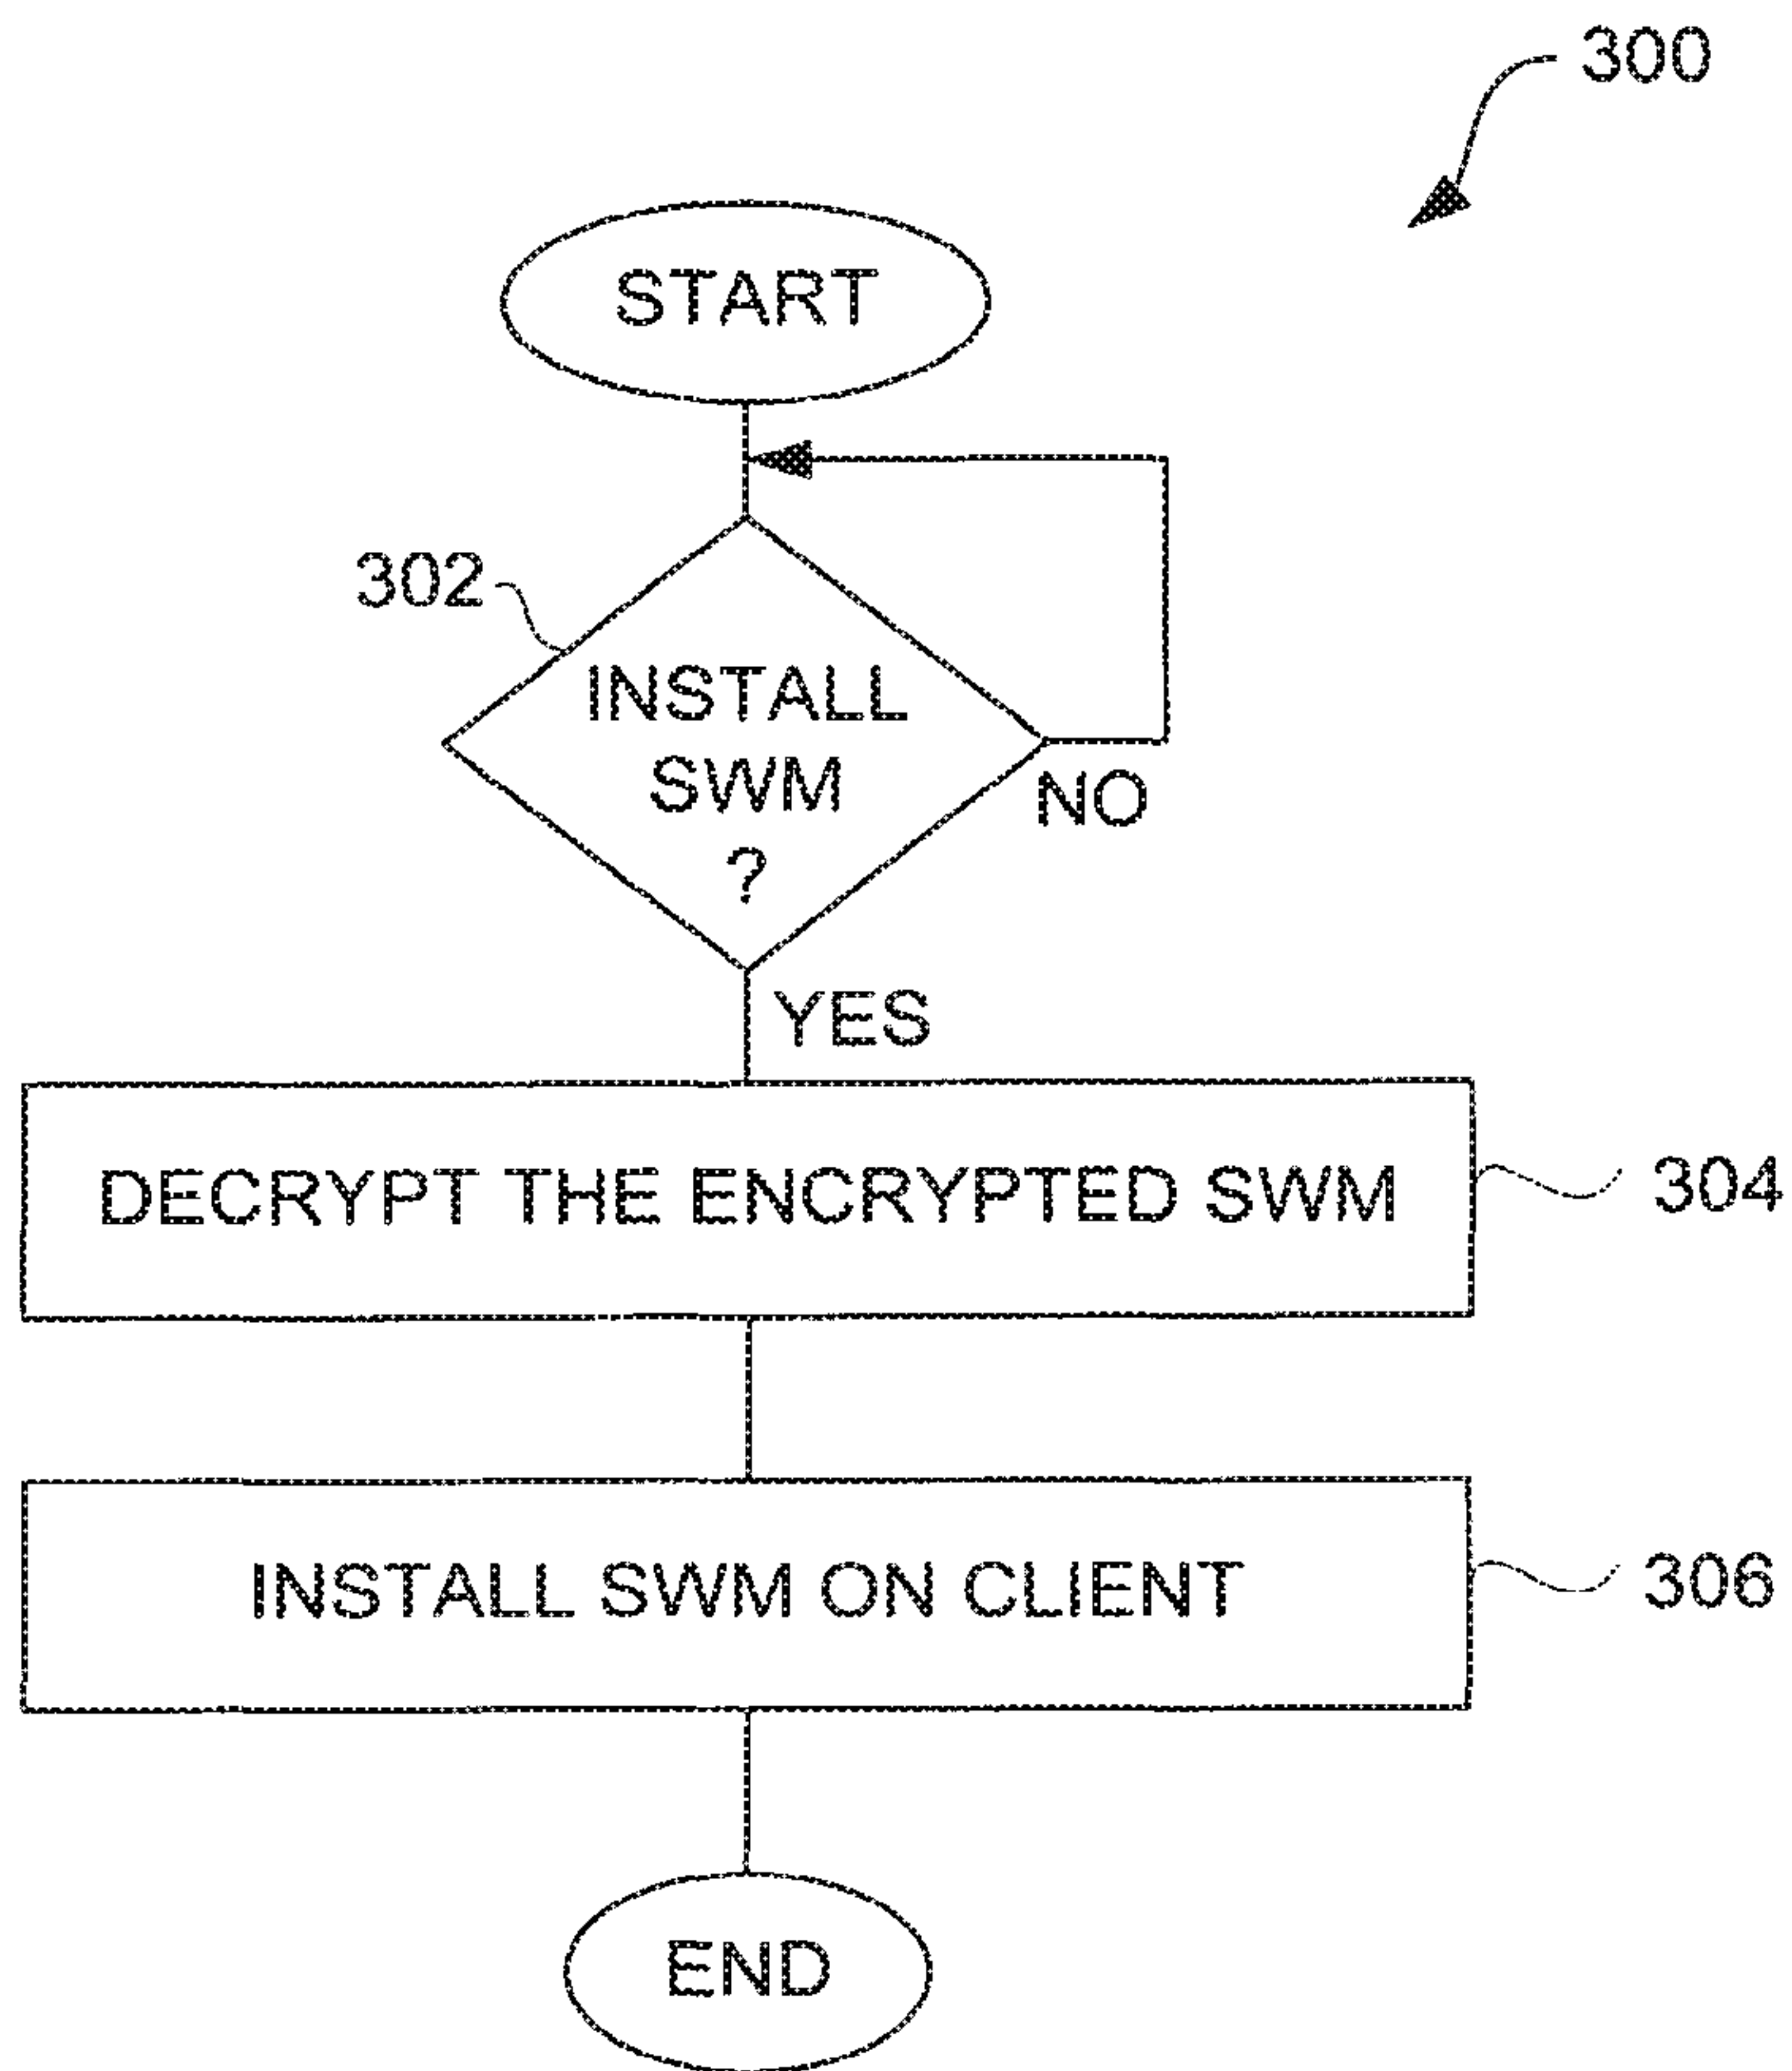 300
START
302
INSTALL
SWM
?
NO
YES
DECRYPT THE ENCRYPTED SWM
304
INSTALL SWM ON CLIENT
306
END